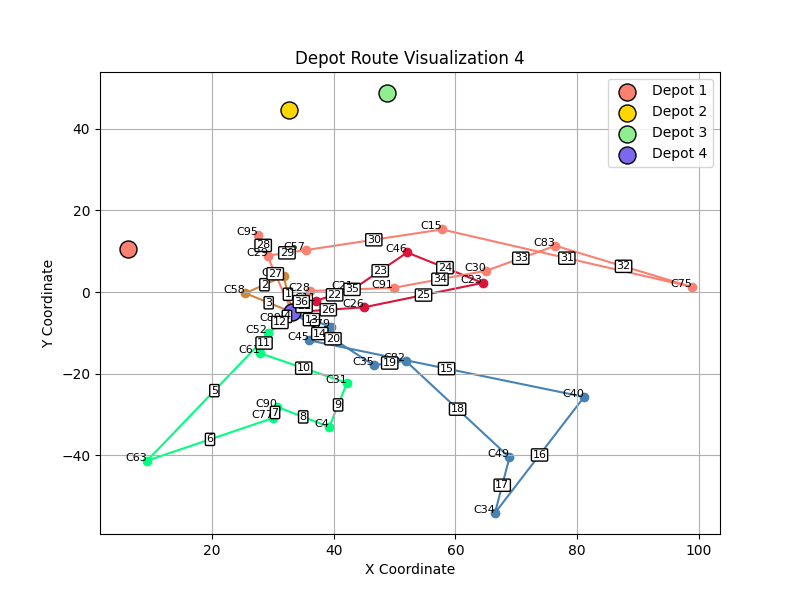 Depot Route Visualization 4
Depot 1
Depot 2
Depot 3
Depot 4
Y Coordinate
40
20
0
−20
−40
20
40
60
80
100
X Coordinate
C95
C29
C57
C15
C46
C83
C30
C23
C75
C91
C28
C26
C58
C52
C61
C45
C35
C82
C31
C40
C90
C77
C4
C63
C49
C34
28
29
27
30
23
24
33
31
32
34
35
22
36
25
26
2
1
3
4
12
13
14
20
11
10
19
15
5
9
7
8
6
18
16
17